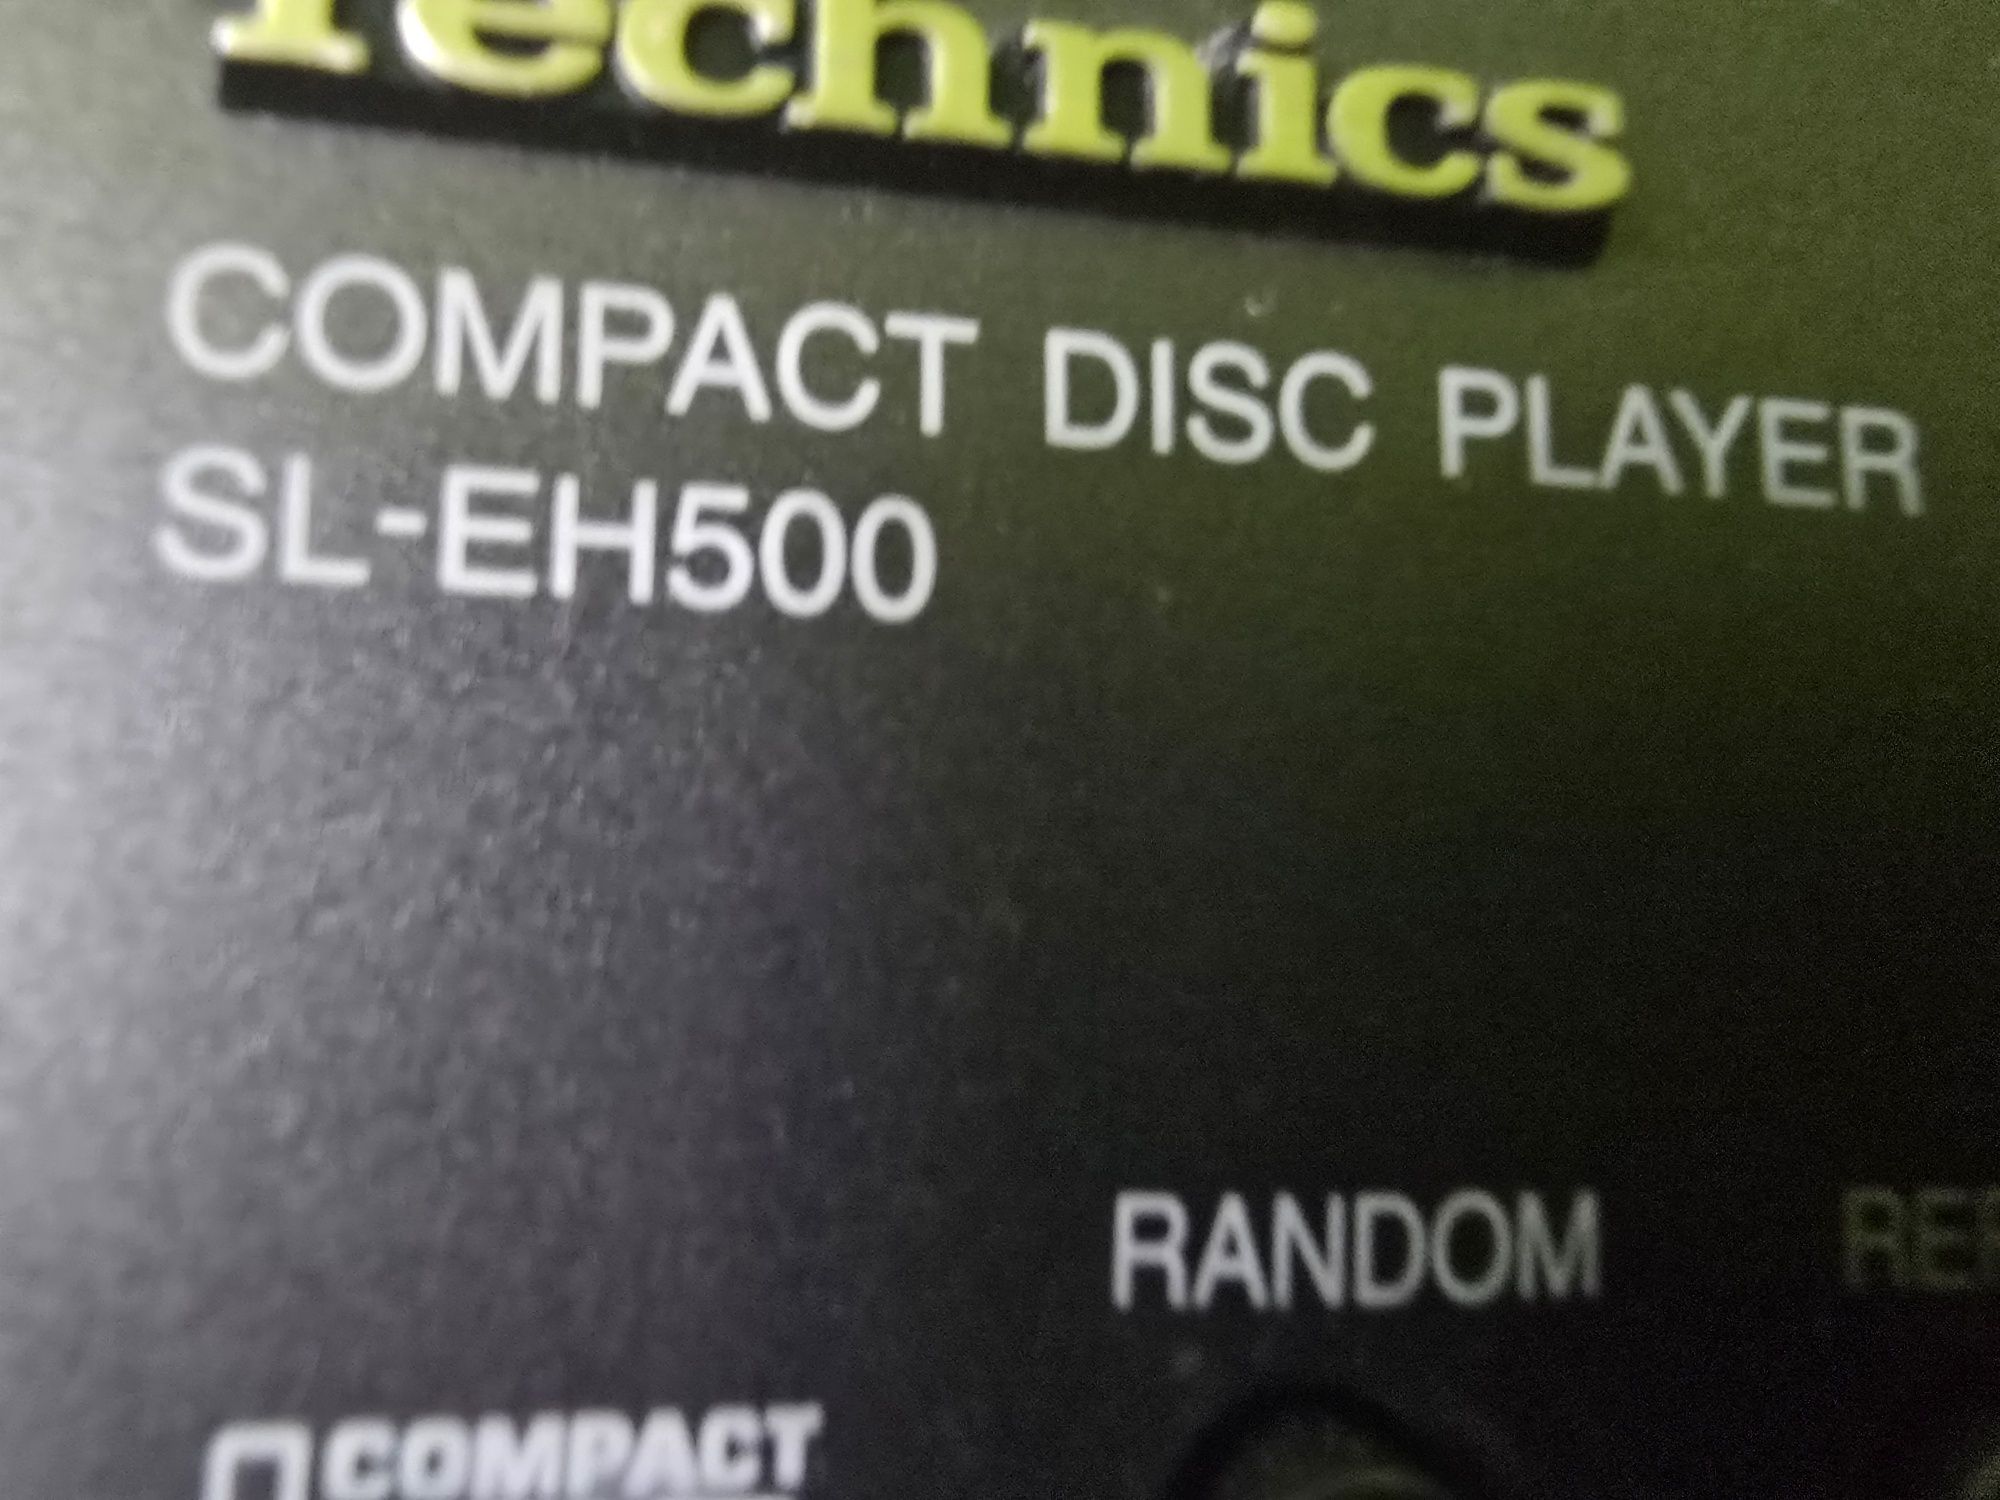 Technics
COMPACT DISC PLAYER
SL-EH500
RANDOM
COMPACT